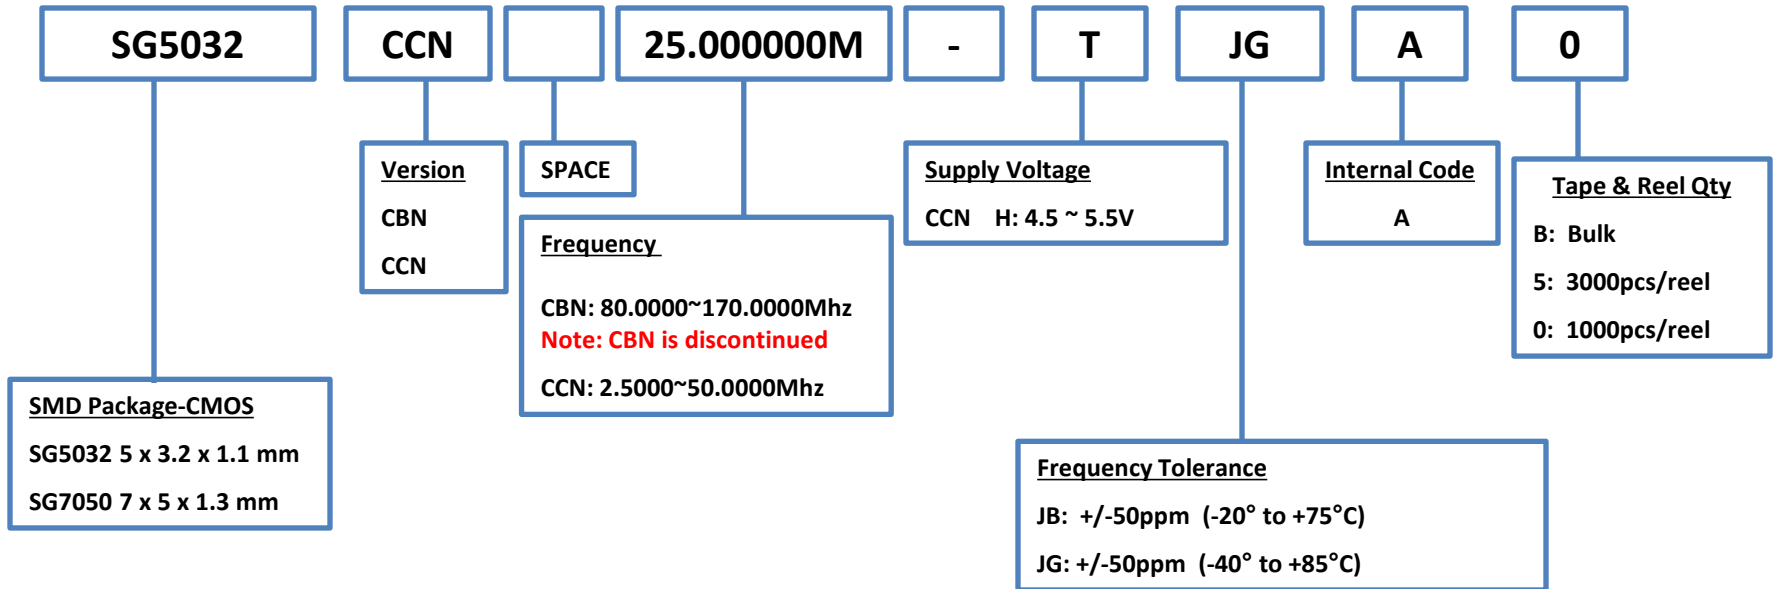 SG5032 CCN 25.000000M - T JG A 0
Version
CBN
CCN
SPACE
Frequency
CBN: 80.0000~170.0000Mhz
Note: CBN is discontinued
CCN: 2.5000~50.0000Mhz
Supply Voltage
CCN H: 4.5 ~ 5.5V
Internal Code
A
Tape & Reel Qty
B: Bulk
5: 3000pcs/reel
0: 1000pcs/reel
SMD Package-CMOS
SG5032 5 x 3.2 x 1.1 mm
SG7050 7 x 5 x 1.3 mm
Frequency Tolerance
JB: +/-50ppm (-20° to +75°C)
JG: +/-50ppm (-40° to +85°C)